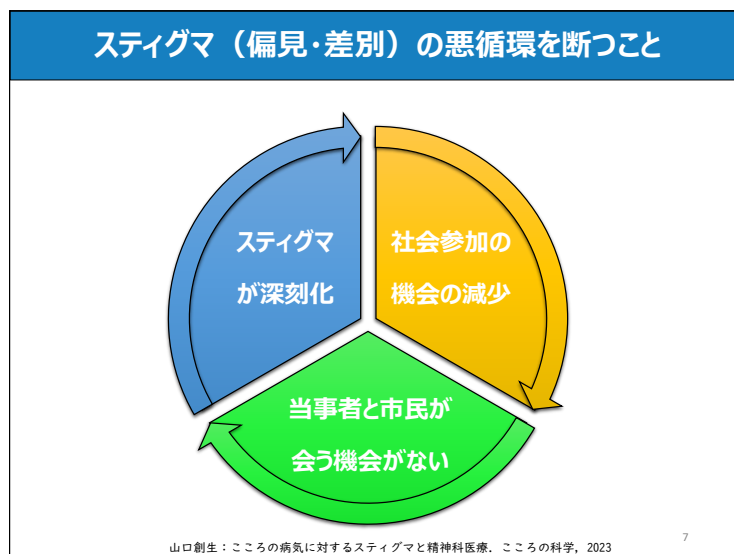 スティグマ（偏見･差別）の悪循環を断つこと
スティグマ
が深刻化
社会参加の
機会の減少
当事者と市民が
会う機会がない
山口創生：こころの病気に対するスティグマと精神科医療．こころの科学，2023
7